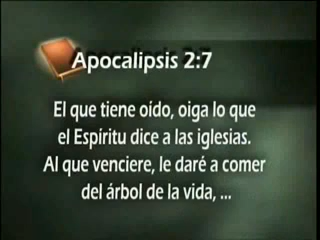 Apocalipsis 2:7
El que tiene oído, oiga lo que
el Espíritu dice a las iglesias.
Al que venciere, le daré a comer
del árbol de la vida, ...